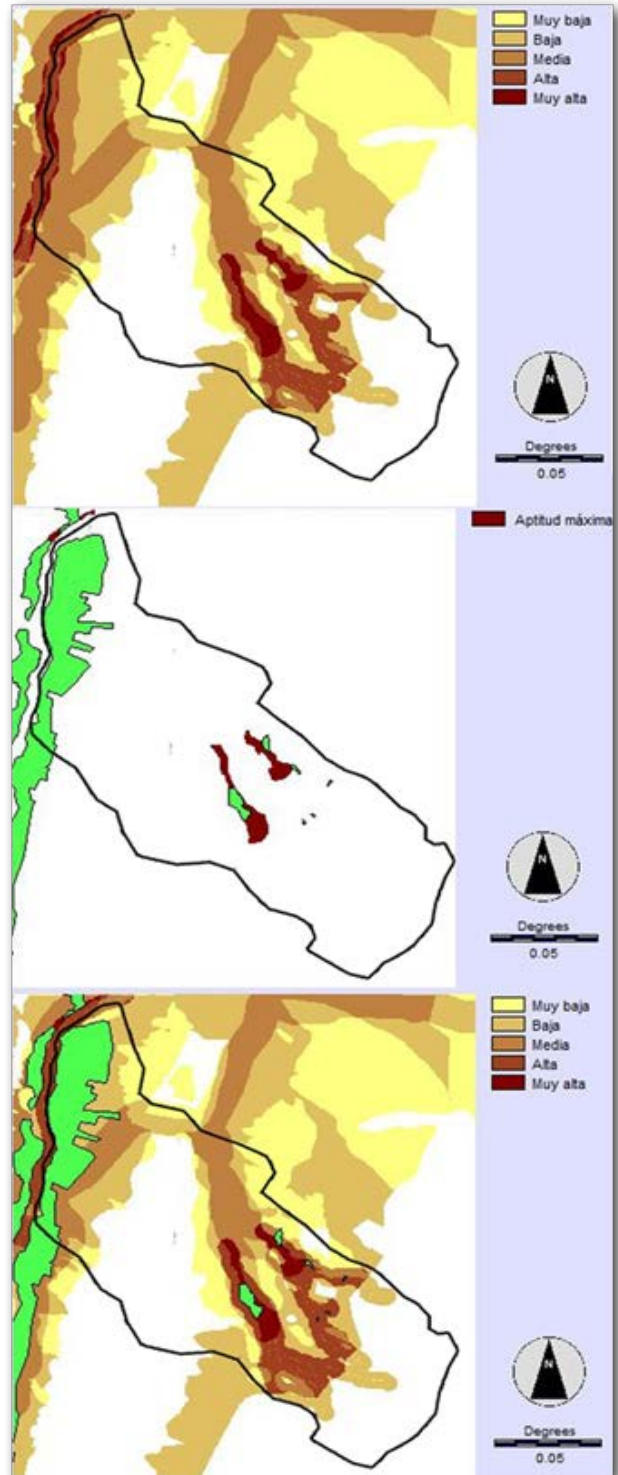 Muy baja
Baja
Media
Alta
Muy alta
N
Degrees
0.05
Aptitud máxima
N
Degrees
0.05
Muy baja
Baja
Media
Alta
Muy alta
N
Degrees
0.05